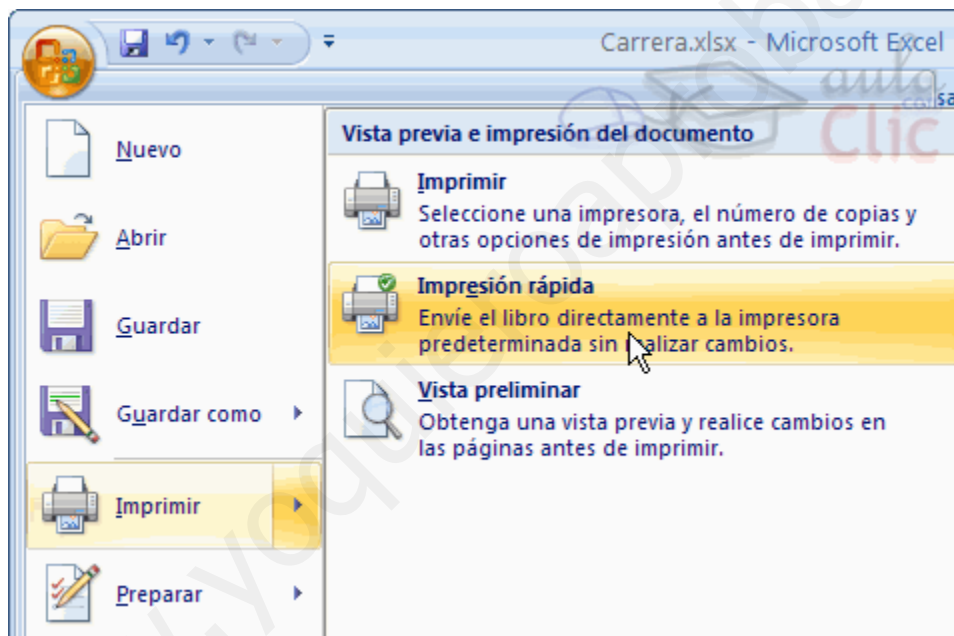 Carrera.xlsx - Microsoft Excel
aula
Clic
Nuevo
Abrir
Guardar
Guardar como
Imprimir
Preparar
Vista previa e impresión del documento
Imprimir
Seleccione una impresora, el número de copias y
otras opciones de impresión antes de imprimir.
Impresión rápida
Envíe el libro directamente a la impresora
predeterminada sin realizar cambios.
Vista preliminar
Obtenga una vista previa y realice cambios en
las páginas antes de imprimir.